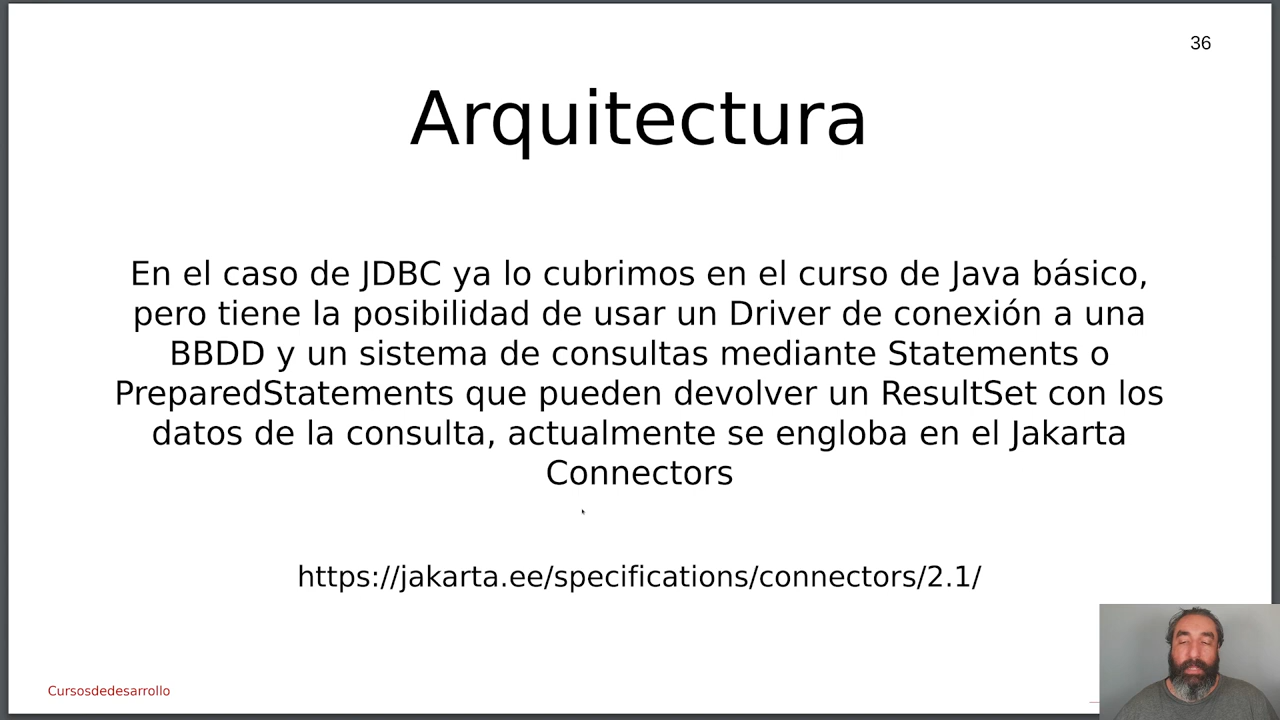 36
Arquitectura
En el caso de JDBC ya lo cubrimos en el curso de Java básico,
pero tiene la posibilidad de usar un Driver de conexión a una
BBDD y un sistema de consultas mediante Statements o
PreparedStatements que pueden devolver un ResultSet con los
datos de la consulta, actualmente se engloba en el Jakarta
Connectors
https://jakarta.ee/specifications/connectors/2.1/
Cursosdedesarrollo